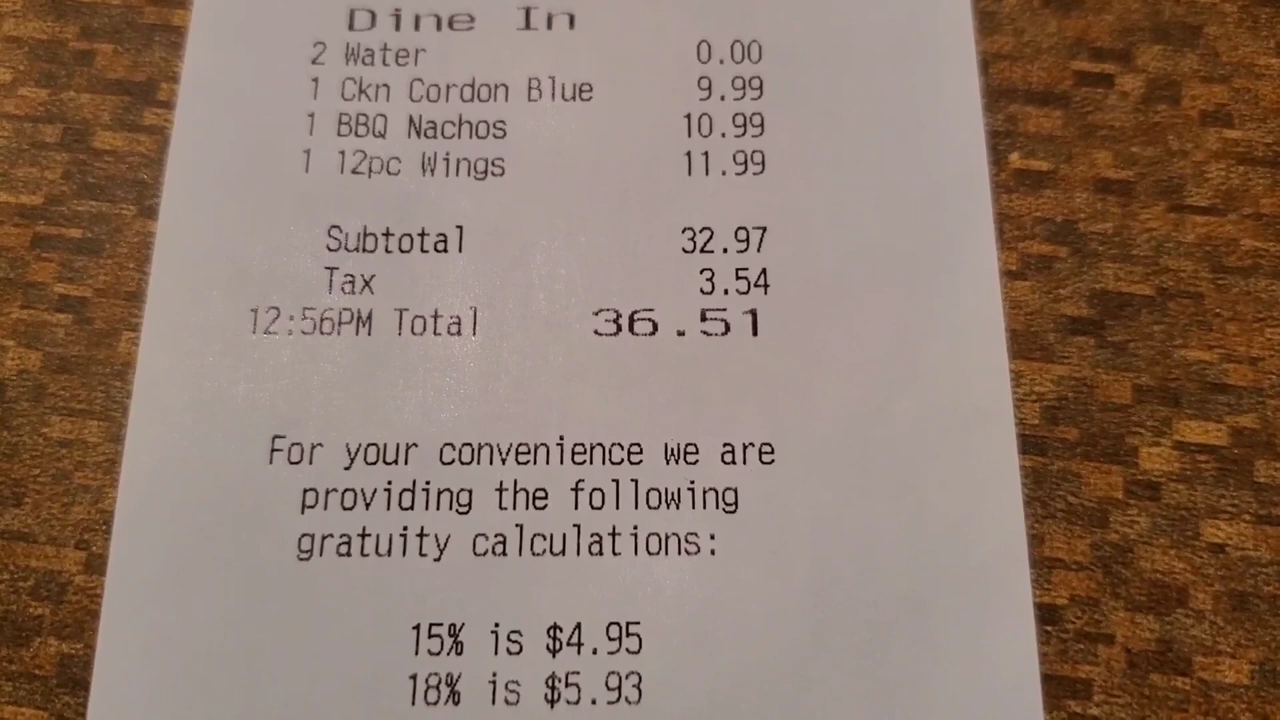 Dine In
2 Water 0.00
1 Ckn Cordon Blue 9.99
1 BBQ Nachos 10.99
1 12pc Wings 11.99
Subtotal 32.97
Tax 3.54
12:56PM Total 36.51
For your convenience we are
providing the following
gratuity calculations:
15% is $4.95
18% is $5.93